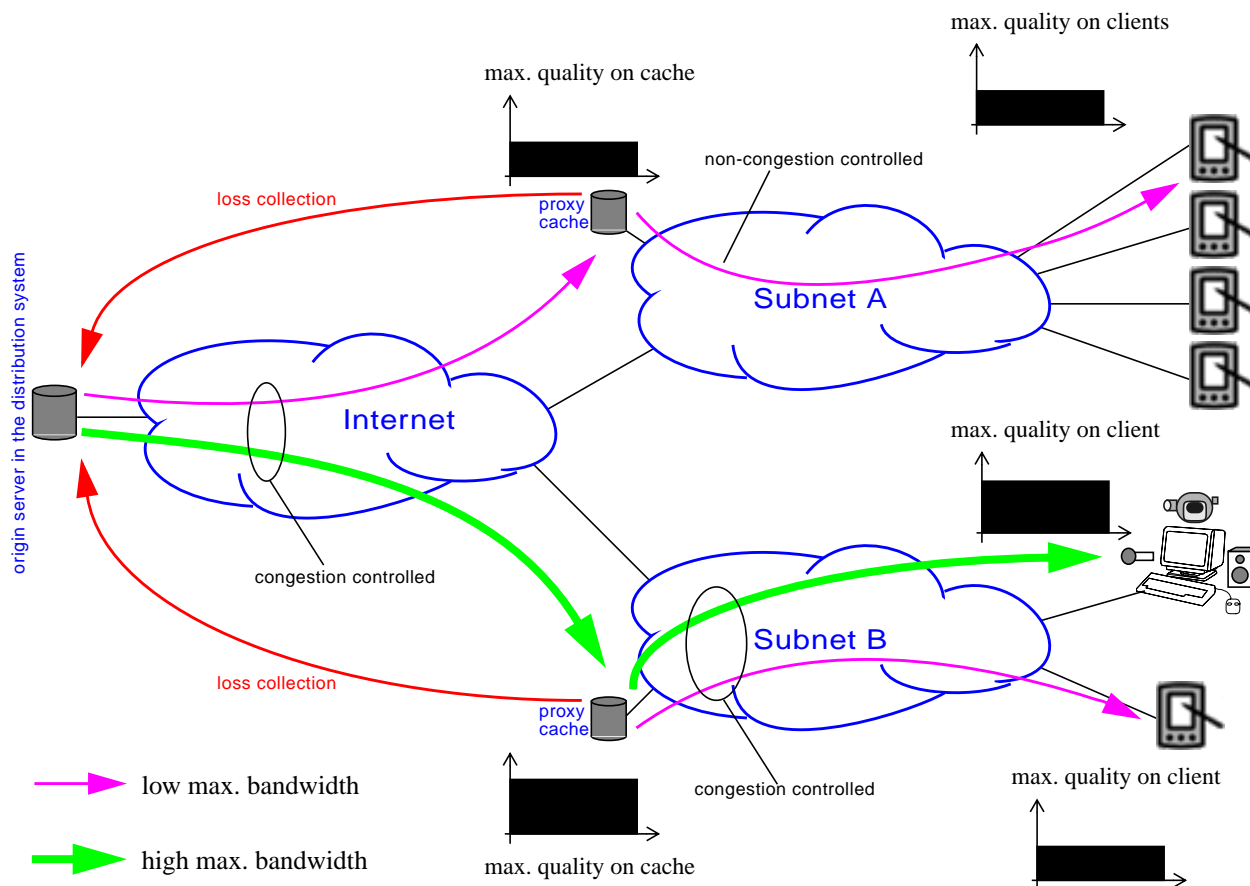 max. quality on clients
max. quality on cache
non-congestion controlled
loss collection
proxy
cache
Subnet A
origin server in the distribution system
Internet
max. quality on client
congestion controlled
Subnet B
loss collection
proxy
cache
low max. bandwidth
congestion controlled
max. quality on client
high max. bandwidth
max. quality on cache